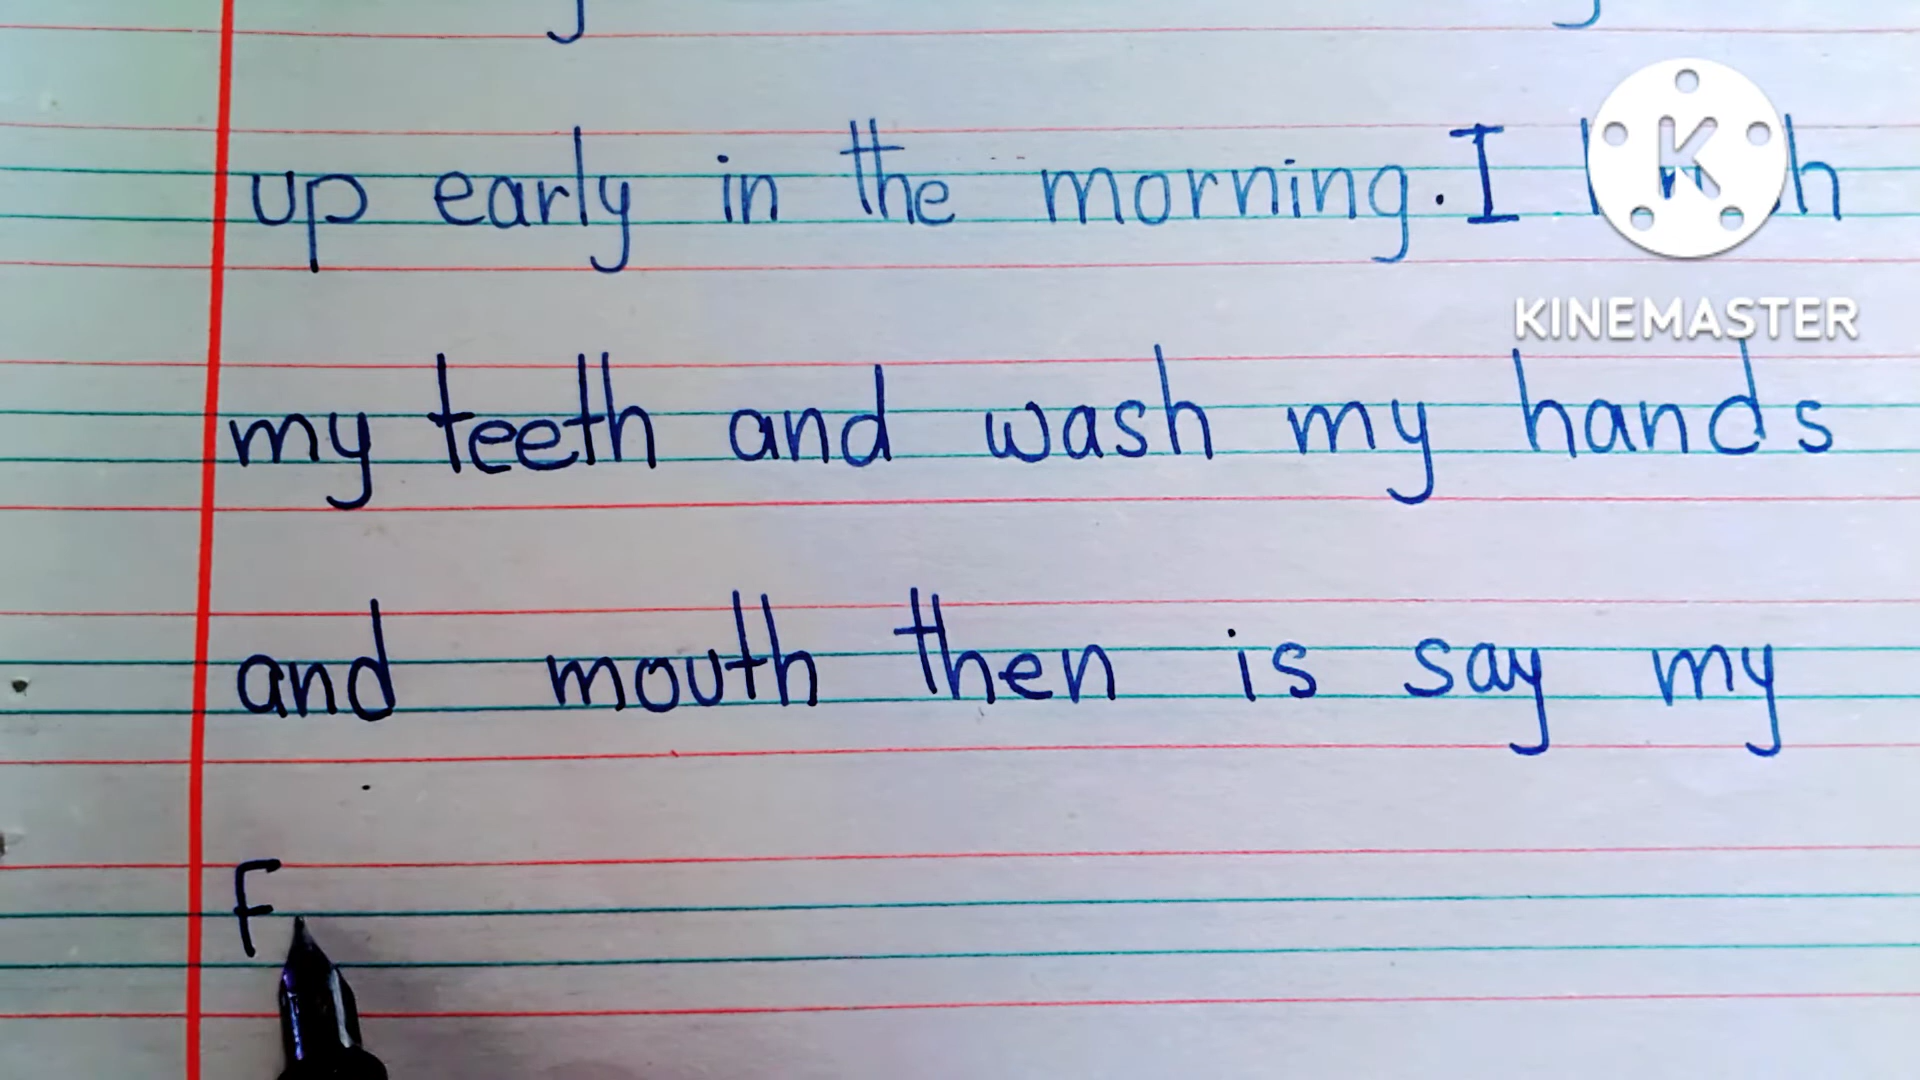 up early in the morning. I
KINEMASTER
my teeth and wash my hands
and mouth then is say my
F